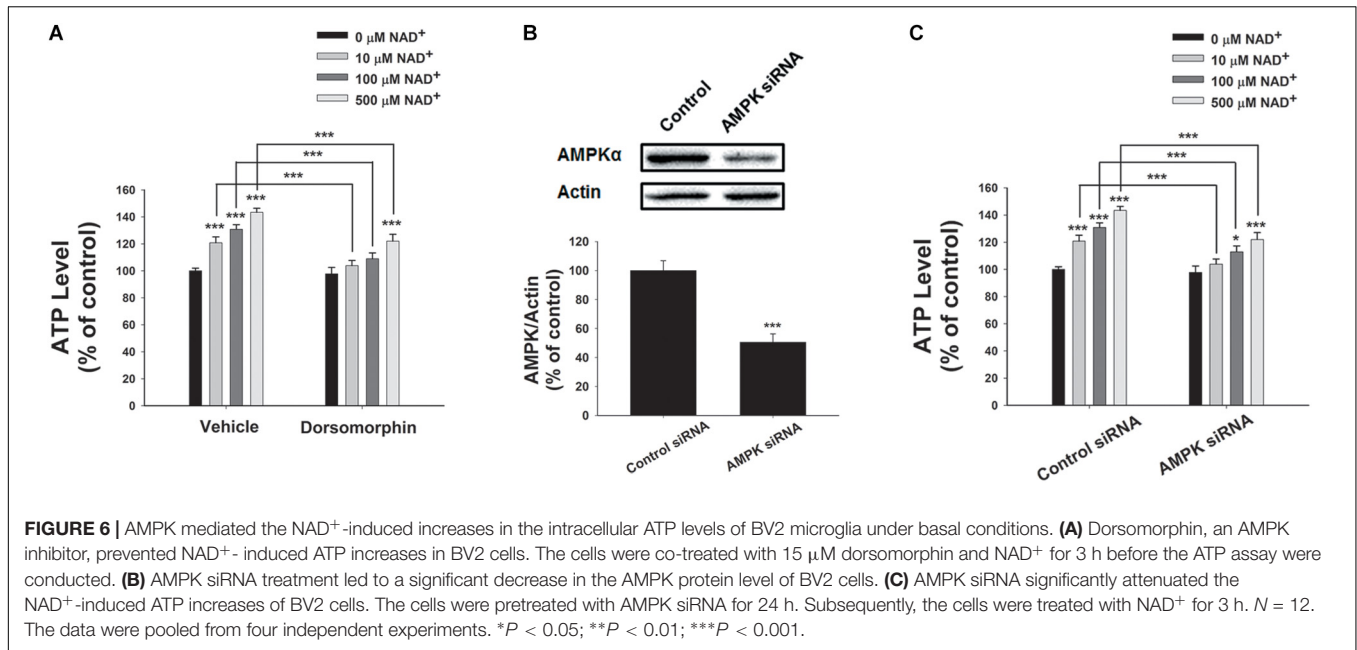 A
0 μM NAD+
10 μM NAD+
100 μM NAD+
500 μM NAD+
***
***
***
*** *** *** ***
160
140
120
100
80
60
40
20
0
ATP Level
(% of control)
Vehicle Dorsomorphin
B
Control AMPK siRNA
AMPKα
Actin
120
100
80
60
40
20
0
AMPK/Actin
(% of control)
***
Control siRNA AMPK siRNA
C
0 μM NAD+
10 μM NAD+
100 μM NAD+
500 μM NAD+
***
***
***
*** *** *** * ***
160
140
120
100
80
60
40
20
0
ATP Level
(% of control)
Control siRNA AMPK siRNA
FIGURE 6 | AMPK mediated the NAD+-induced increases in the intracellular ATP levels of BV2 microglia under basal conditions. (A) Dorsomorphin, an AMPK
inhibitor, prevented NAD+- induced ATP increases in BV2 cells. The cells were co-treated with 15 μM dorsomorphin and NAD+ for 3 h before the ATP assay were
conducted. (B) AMPK siRNA treatment led to a significant decrease in the AMPK protein level of BV2 cells. (C) AMPK siRNA significantly attenuated the
NAD+-induced ATP increases of BV2 cells. The cells were pretreated with AMPK siRNA for 24 h. Subsequently, the cells were treated with NAD+ for 3 h. N = 12.
The data were pooled from four independent experiments. *P < 0.05; **P < 0.01; ***P < 0.001.